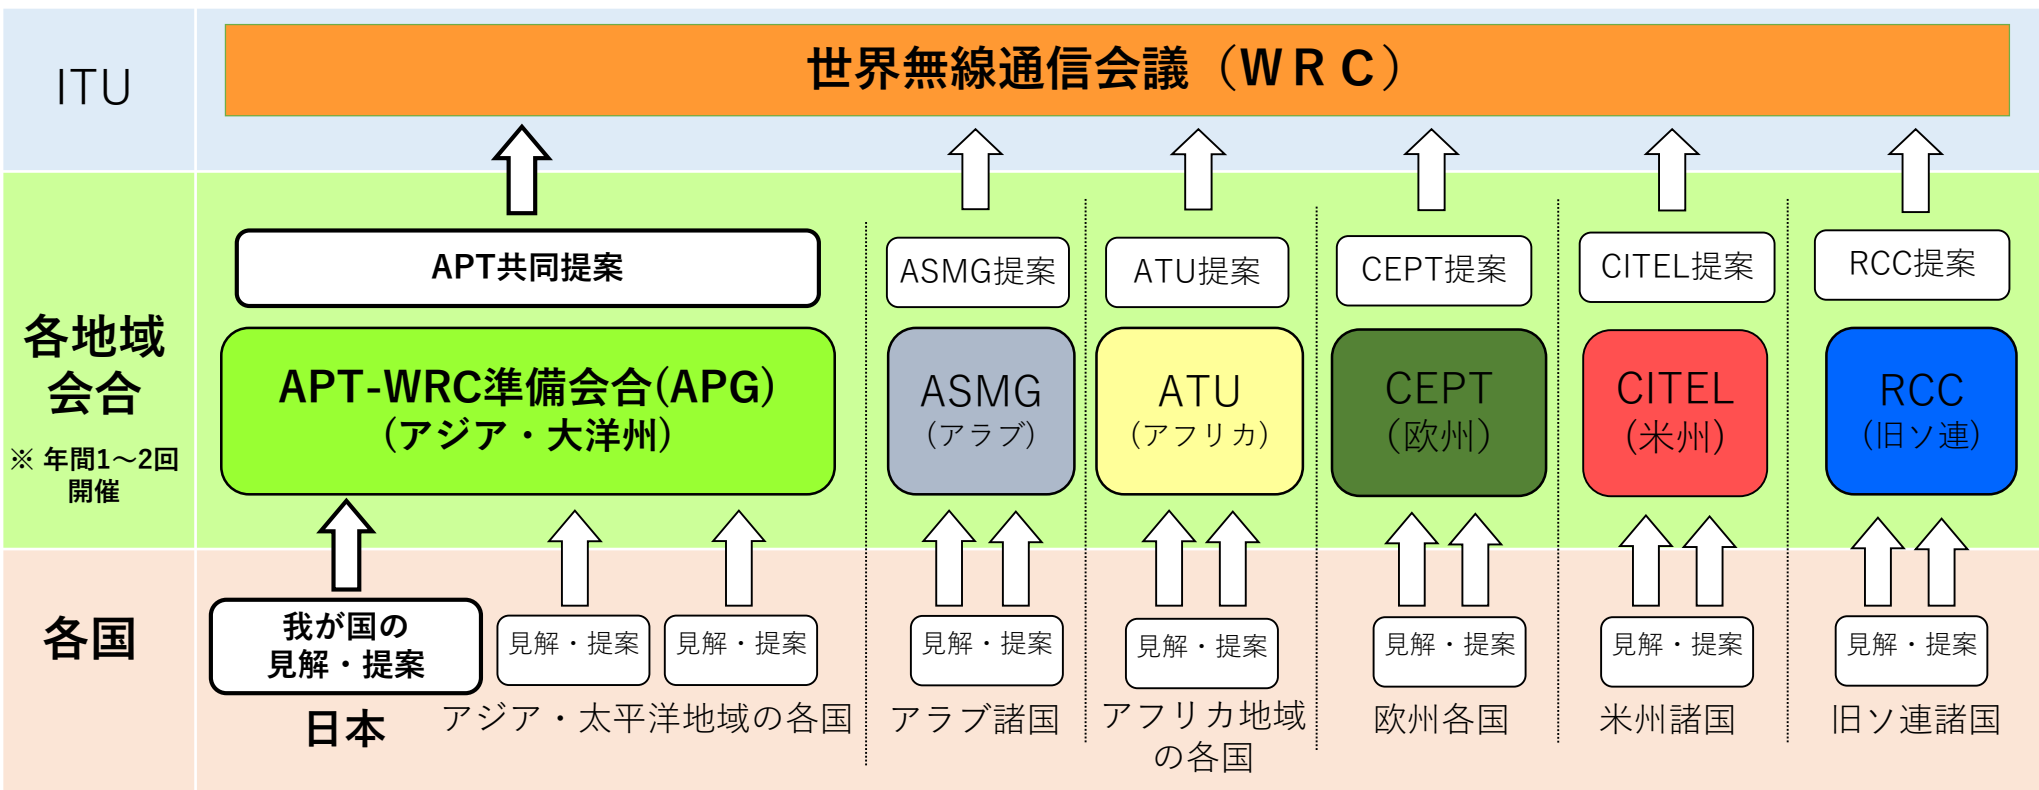 ITU
世界無線通信会議（ＷＲＣ）
各地域
会合
※ 年間1～2回
開催
APT共同提案
ASMG提案
ATU提案
CEPT提案
CITEL提案
RCC提案
APT-WRC準備会合(APG)
(アジア・大洋州)
ASMG
(アラブ)
ATU
(アフリカ)
CEPT
(欧州)
CITEL
(米州)
RCC
(旧ソ連)
各国
我が国の
見解・提案
日本
見解・提案
見解・提案
アジア・太平洋地域の各国
見解・提案
アラブ諸国
見解・提案
アフリカ地域
の各国
見解・提案
欧州各国
見解・提案
米州諸国
見解・提案
旧ソ連諸国